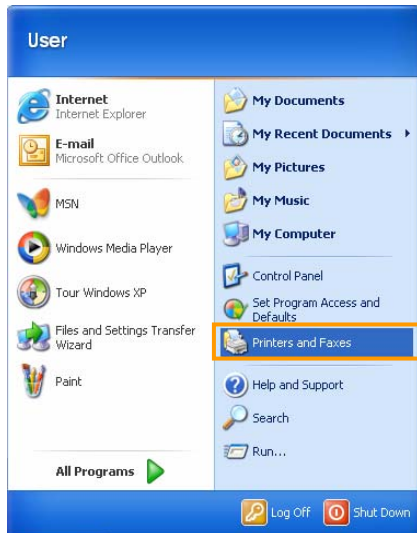 User
Internet
Internet Explorer
E-mail
Microsoft Office Outlook
MSN
Windows Media Player
Tour Windows XP
Files and Settings Transfer
Wizard
Paint
All Programs
My Documents
My Recent Documents
My Pictures
My Music
My Computer
Control Panel
Set Program Access and
Defaults
Printers and Faxes
Help and Support
Search
Run...
Log Off
Shut Down